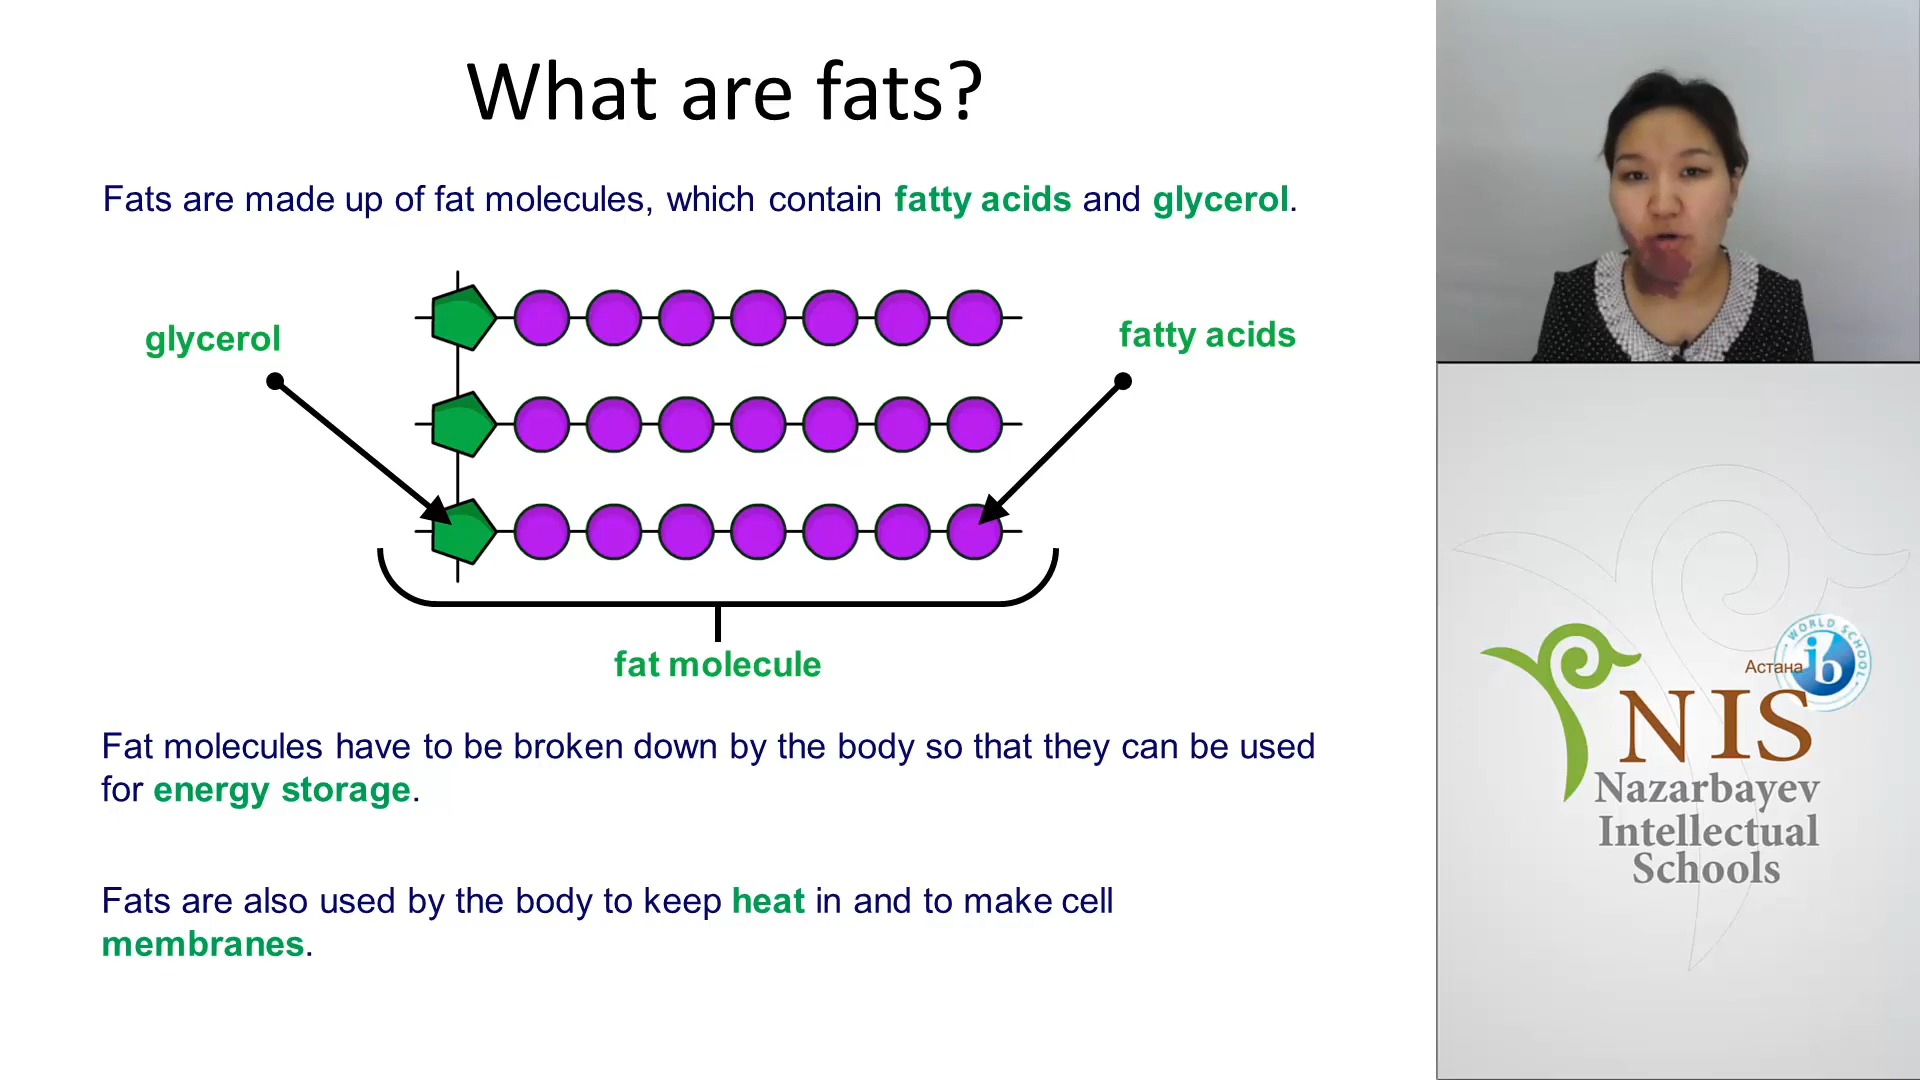 What are fats?
Fats are made up of fat molecules, which contain fatty acids and glycerol.
glycerol
fatty acids
fat molecule
Fat molecules have to be broken down by the body so that they can be used
for energy storage.
Fats are also used by the body to keep heat in and to make cell
membranes.
WORLD SCHOOL
ib
Астана
NIS
Nazarbayev
Intellectual
Schools